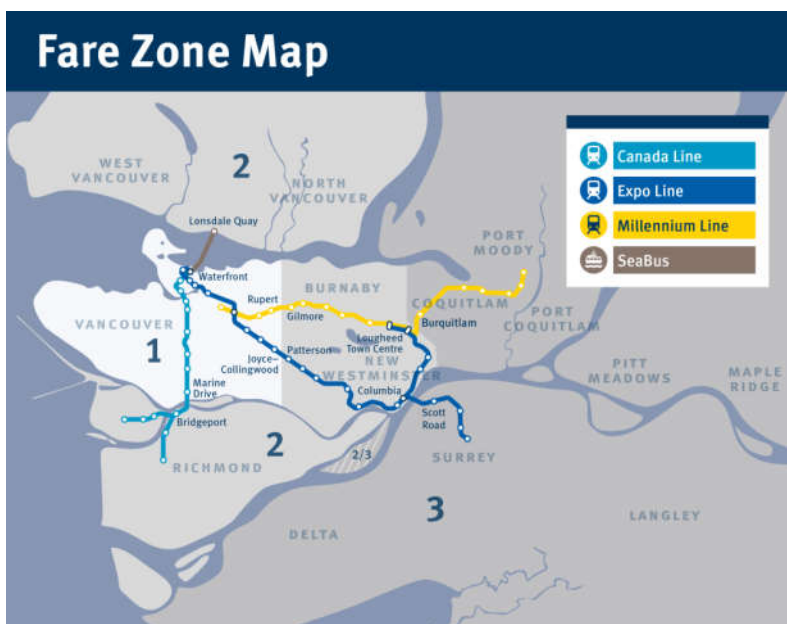 Fare Zone Map
Canada Line
Expo Line
Millennium Line
SeaBus
WEST
VANCOUVER
2
NORTH
VANCOUVER
Lonsdale Quay
PORT
MOODY
Waterfront
BURNABY
COQUITLAM
Rupert
Gilmore
Burquitlam
PORT
COQUITLAM
VANCOUVER
1
Joyce–
Collingwood
Patterson
Lougheed
Town Centre
NEW
WESTMINSTER
PITT
MEADOWS
MAPLE
RIDGE
Marine
Drive
Columbia
Bridgeport
Scott
Road
2
RICHMOND
2/3
SURREY
3
DELTA
LANGLEY